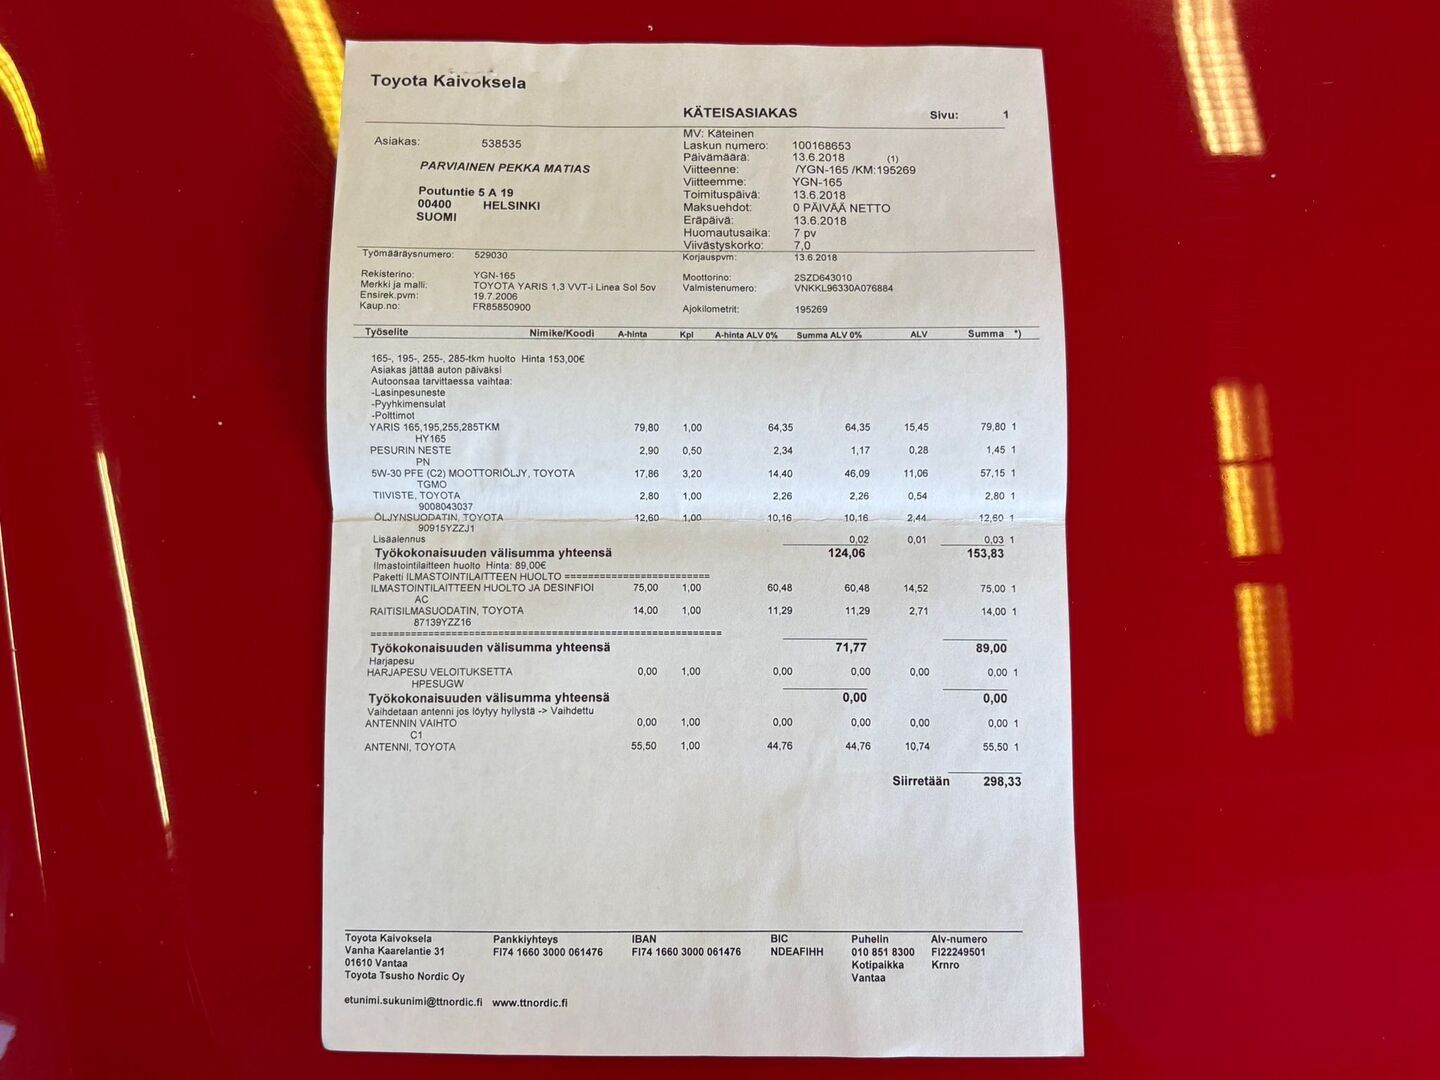 Toyota Kaivoksela
KÄTEISASIAKAS Sivu: 1
Asiakas: 538535
PARVIAINEN PEKKA MATIAS
Poutuntie 5 A 19
00400 HELSINKI
SUOMI
MV: Käteinen
Laskun numero: 100168653
Päivämäärä: 13.6.2018 (1)
Viitteenne: /YGN-165 /KM:195269
Viitteemme: YGN-165
Toimituspäivä: 13.6.2018
Maksuehdot: 0 PÄIVÄÄ NETTO
Eräpäivä: 13.6.2018
Huomautusaika: 7 pv
Viivästyskorko: 7,0
Työmääräysnumero: 529030 Korjauspvm: 13.6.2018
Rekisterino: YGN-165 Moottorino: 2SZD643010
Merkki ja malli: TOYOTA YARIS 1,3 VVT-i Linea Sol 5ov Valmistenumero: VNKKL96330A076884
Ensirek.pvm: 19.7.2006
Kaup.no: FR85850900 Ajokilometrit: 195269
Työselite Nimike/Koodi A-hinta Kpl A-hinta ALV 0% Summa ALV 0% ALV Summa *)
165-, 195-, 255-, 285-tkm huolto Hinta 153,00€
Asiakas jättää auton päiväksi
Autoonsaa tarvittaessa vaihtaa:
-Lasinpesuneste
-Pyyhkimensulat
-Polttimot
YARIS 165,195,255,285TKM 79,80 1,00 64,35 64,35 15,45 79,80 1
HY165
PESURIN NESTE 2,90 0,50 2,34 1,17 0,28 1,45 1
PN
5W-30 PFE (C2) MOOTTORIÖLJY, TOYOTA 17,86 3,20 14,40 46,09 11,06 57,15 1
TGMO
TIIVISTE, TOYOTA 2,80 1,00 2,26 2,26 0,54 2,80 1
9008043037
ÖLJYNSUODATIN, TOYOTA 12,60 1,00 10,16 10,16 2,44 12,60 1
90915YZZJ1
Lisäalennus 0,02 0,01 0,03 1
Työkokonaisuuden välisumma yhteensä 124,06 153,83
Ilmastointilaitteen huolto Hinta: 89,00€
Paketti ILMASTOINTILAITTEEN HUOLTO =========================
ILMASTOINTILAITTEEN HUOLTO JA DESINFIOI 75,00 1,00 60,48 60,48 14,52 75,00 1
AC
RAITISILMASUODATIN, TOYOTA 14,00 1,00 11,29 11,29 2,71 14,00 1
87139YZZ16
============================================================
Työkokonaisuuden välisumma yhteensä 71,77 89,00
Harjapesu
HARJAPESU VELOITUKSETTA 0,00 1,00 0,00 0,00 0,00 0,00 1
HPESUGW
Työkokonaisuuden välisumma yhteensä 0,00 0,00
Vaihdetaan antenni jos löytyy hyllystä -> Vaihdettu
ANTENNIN VAIHTO 0,00 1,00 0,00 0,00 0,00 0,00 1
C1
ANTENNI, TOYOTA 55,50 1,00 44,76 44,76 10,74 55,50 1
Siirretään 298,33
Toyota Kaivoksela Pankkiyhteys IBAN BIC Puhelin Alv-numero
Vanha Kaarelantie 31 FI74 1660 3000 061476 FI74 1660 3000 061476 NDEAFIHH 010 851 8300 FI22249501
01610 Vantaa Kotipaikka Krnro
Toyota Tsusho Nordic Oy Vantaa
etunimi.sukunimi@ttnordic.fi www.ttnordic.fi